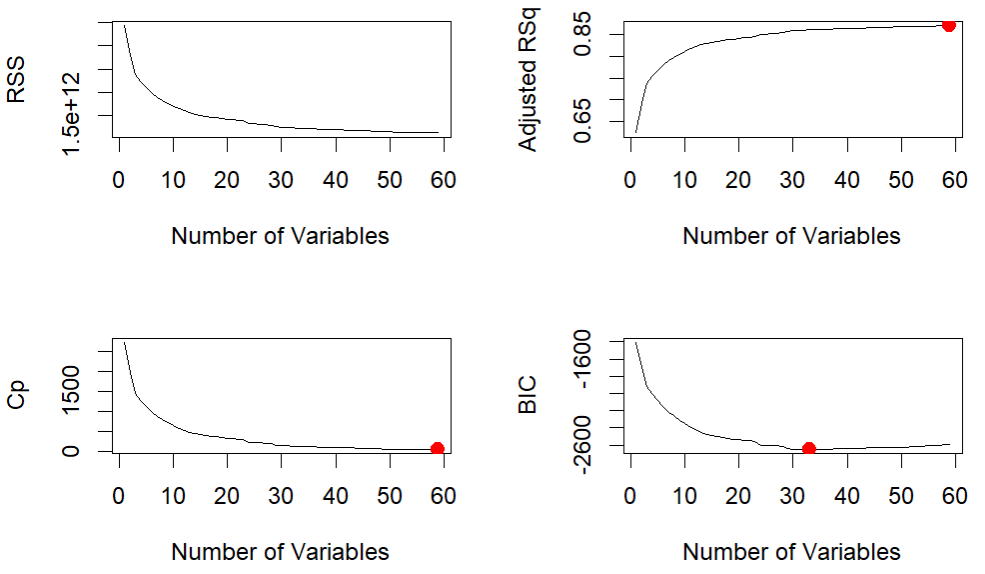 RSS
1.5e+12
0 10 20 30 40 50 60
Number of Variables
Adjusted RSq
0.65 0.85
0 10 20 30 40 50 60
Number of Variables
Cp
0 1500
0 10 20 30 40 50 60
Number of Variables
BIC
-2600 -1600
0 10 20 30 40 50 60
Number of Variables